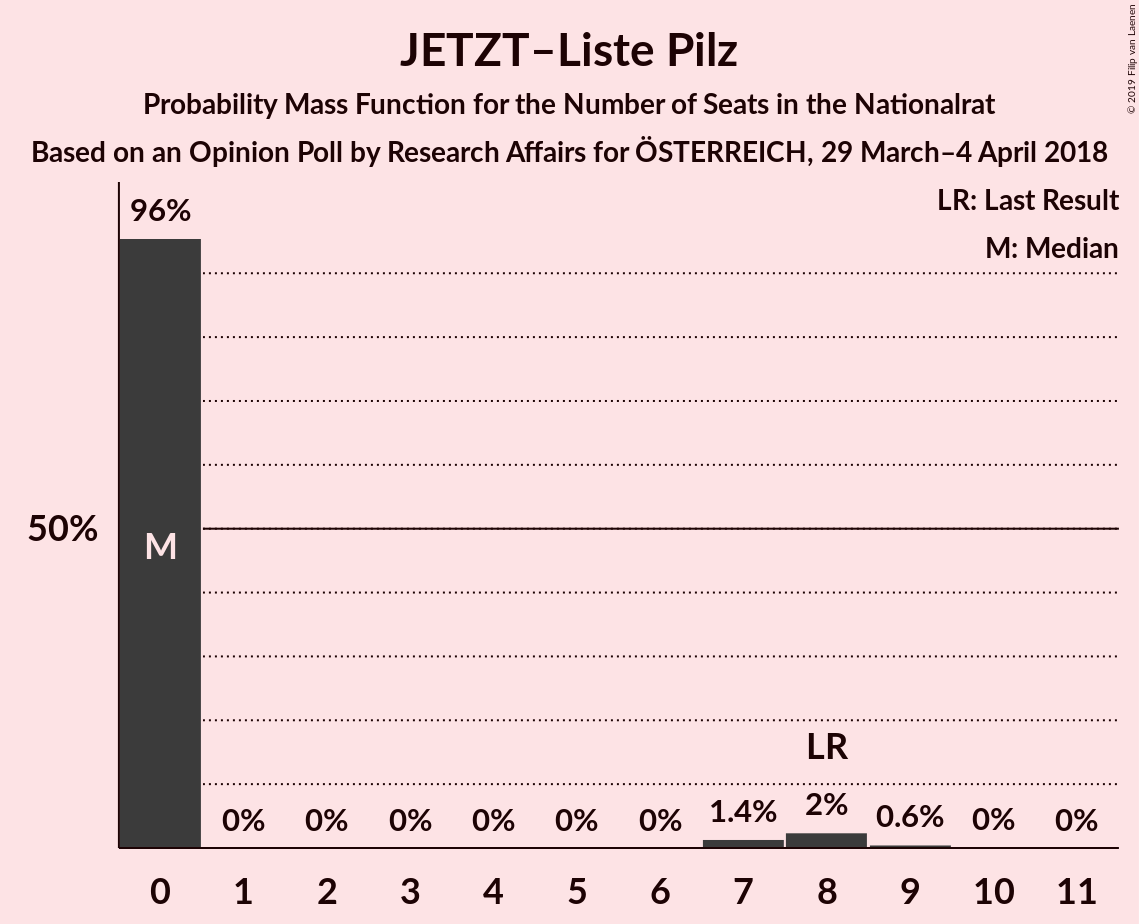 JETZT–Liste Pilz
Probability Mass Function for the Number of Seats in the Nationalrat
Based on an Opinion Poll by Research Affairs for ÖSTERREICH, 29 March–4 April 2018
© 2019 Filip van Laenen
LR: Last Result
M: Median
96%
50%
M
LR
0% 0% 0% 0% 0% 0% 1.4% 2% 0.6% 0% 0%
0 1 2 3 4 5 6 7 8 9 10 11